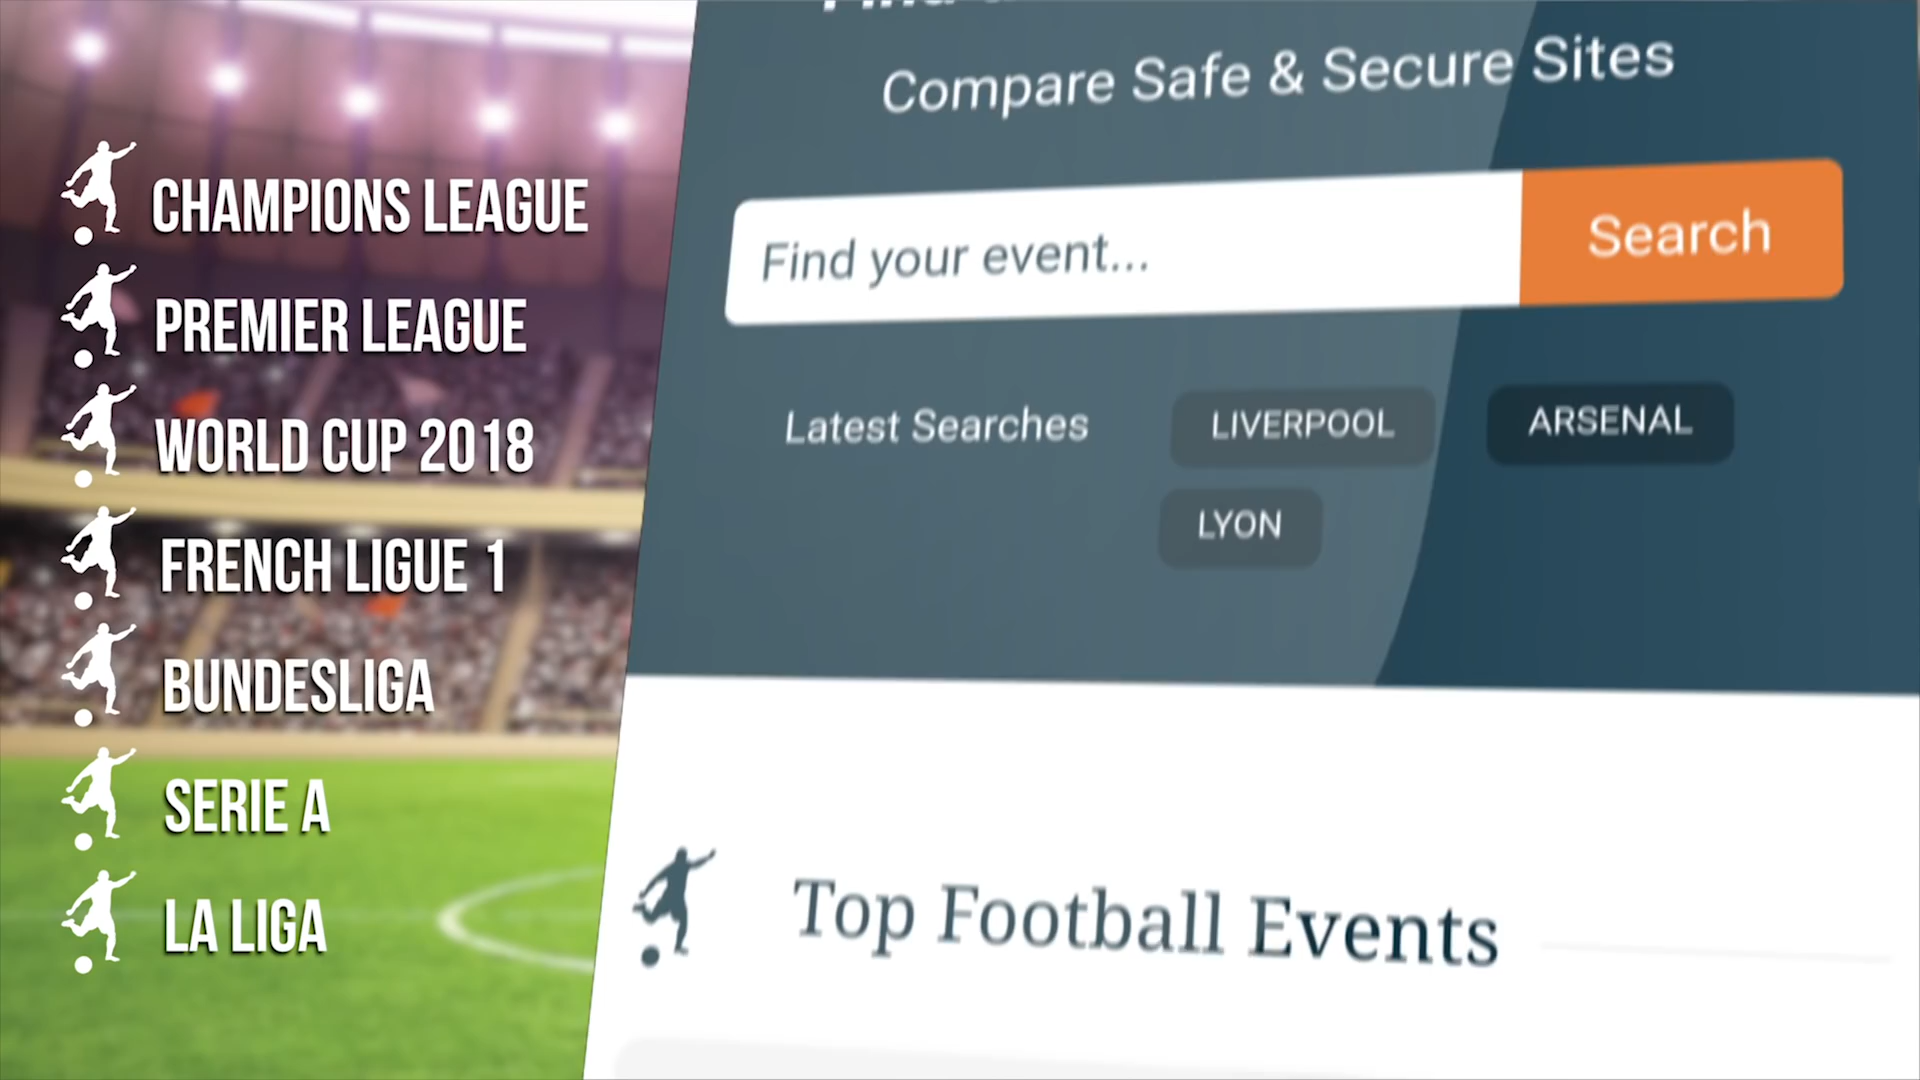 CHAMPIONS LEAGUE
PREMIER LEAGUE
WORLD CUP 2018
FRENCH LIGUE 1
BUNDESLIGA
SERIE A
LA LIGA
Compare Safe & Secure Sites
Find your event...
Search
Latest Searches
LIVERPOOL
ARSENAL
LYON
Top Football Events